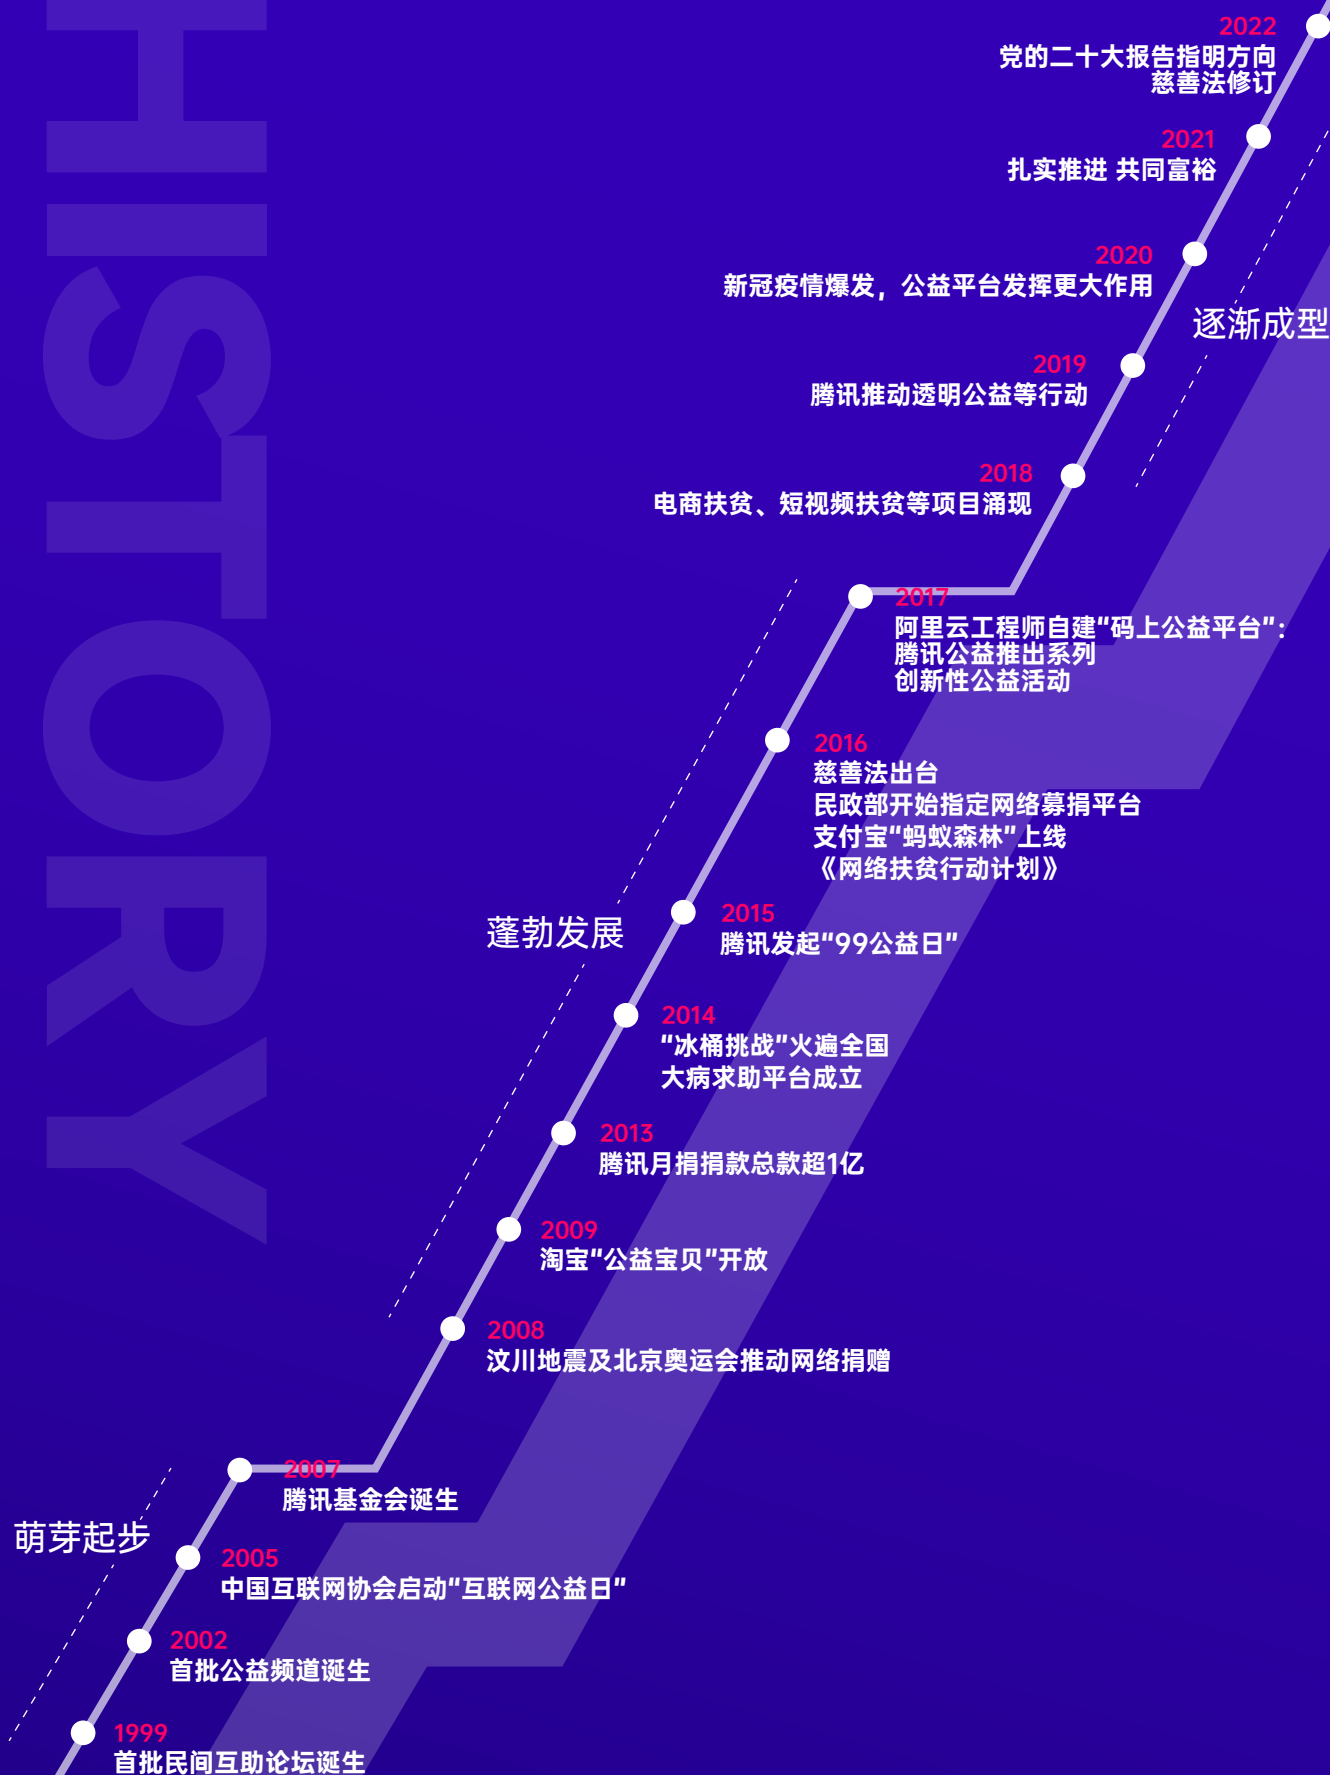 HISTORY
2022
党的二十大报告指明方向
慈善法修订
2021
扎实推进 共同富裕
2020
新冠疫情爆发，公益平台发挥更大作用
逐渐成型
2019
腾讯推动透明公益等行动
2018
电商扶贫、短视频扶贫等项目涌现
2017
阿里云工程师自建“码上公益平台”：
腾讯公益推出系列
创新性公益活动
2016
慈善法出台
民政部开始指定网络募捐平台
支付宝“蚂蚁森林”上线
《网络扶贫行动计划》
2015
腾讯发起“99公益日”
蓬勃发展
2014
“冰桶挑战”火遍全国
大病求助平台成立
2013
腾讯月捐捐款总款超1亿
2009
淘宝“公益宝贝”开放
2008
汶川地震及北京奥运会推动网络捐赠
2007
腾讯基金会诞生
萌芽起步
2005
中国互联网协会启动“互联网公益日”
2002
首批公益频道诞生
1999
首批民间互助论坛诞生